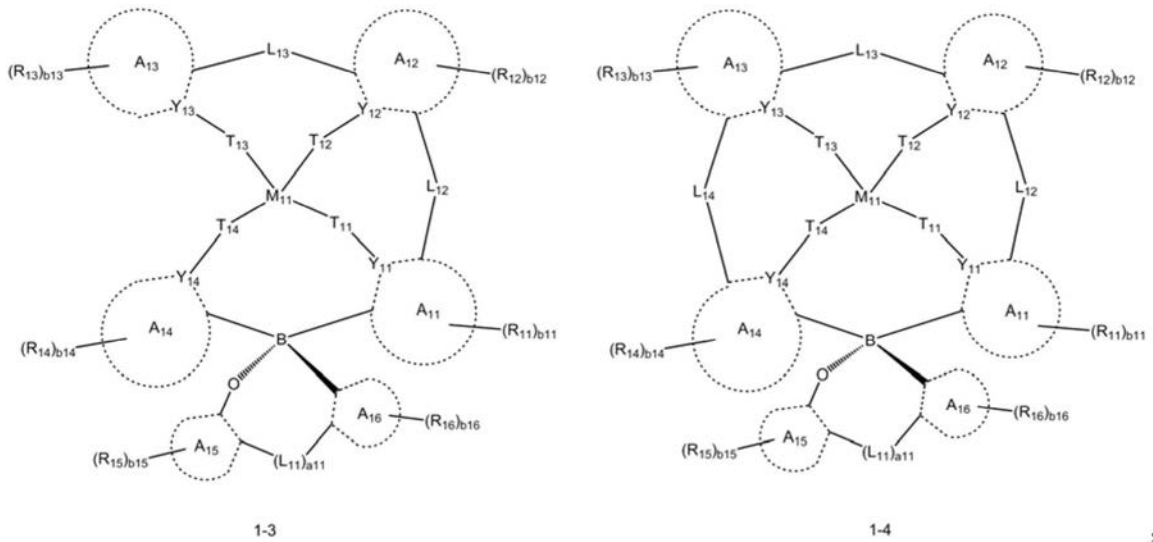 L₁₃ L₁₃
A₁₃ A₁₂ A₁₃ A₁₂
(R₁₃)b13 (R₁₂)b12 (R₁₃)b13 (R₁₂)b12
Y₁₃ Y₁₂ Y₁₃ Y₁₂
T₁₃ T₁₂ T₁₃ T₁₂
M₁₁ L₁₂ L₁₄ M₁₁ L₁₂
T₁₄ T₁₁ T₁₄ T₁₁
Y₁₄ Y₁₁ Y₁₄ Y₁₁
A₁₄ A₁₁ A₁₄ A₁₁
(R₁₄)b14 B (R₁₁)b11 (R₁₄)b14 B (R₁₁)b11
O O
A₁₆ A₁₆
(R₁₆)b16 (R₁₆)b16
A₁₅ A₁₅
(R₁₅)b15 (L₁₁)a11 (R₁₅)b15 (L₁₁)a11
1-3 1-4